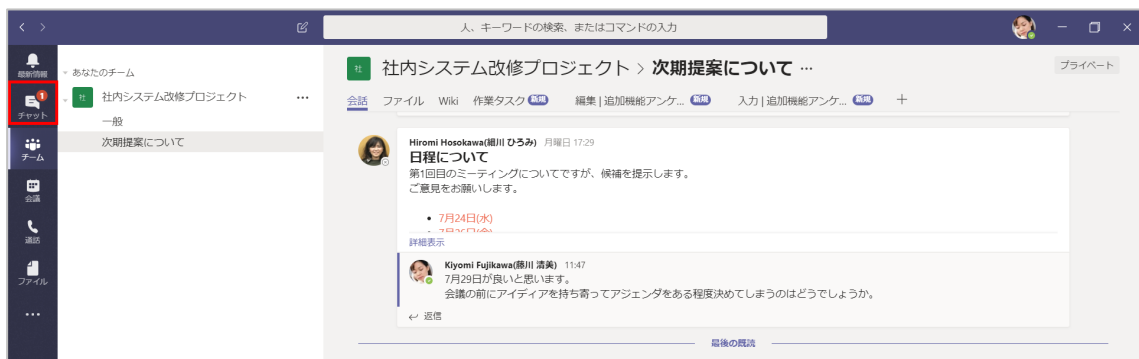 人、キーワードの検索、またはコマンドの入力
最新情報
チャット
1
チーム
会議
通話
ファイル
あなたのチーム
社 社内システム改修プロジェクト ...
一般
次期提案について
社 社内システム改修プロジェクト > 次期提案について ...
プライベート
会話 ファイル Wiki 作業タスク 新規 編集 | 追加機能アンケ... 新規 入力 | 追加機能アンケ... 新規 +
Hiromi Hosokawa(細川 ひろみ) 月曜日 17:29
日程について
第1回目のミーティングについてですが、候補を提示します。
ご意見をお願いします。
• 7月24日(水)
• 7月26日(金)
詳細表示
Kiyomi Fujikawa(藤川 清美) 11:47
7月29日が良いと思います。
会議の前にアイディアを持ち寄ってアジェンダをある程度決めてしまうのはどうでしょうか。
返信
最後の既読